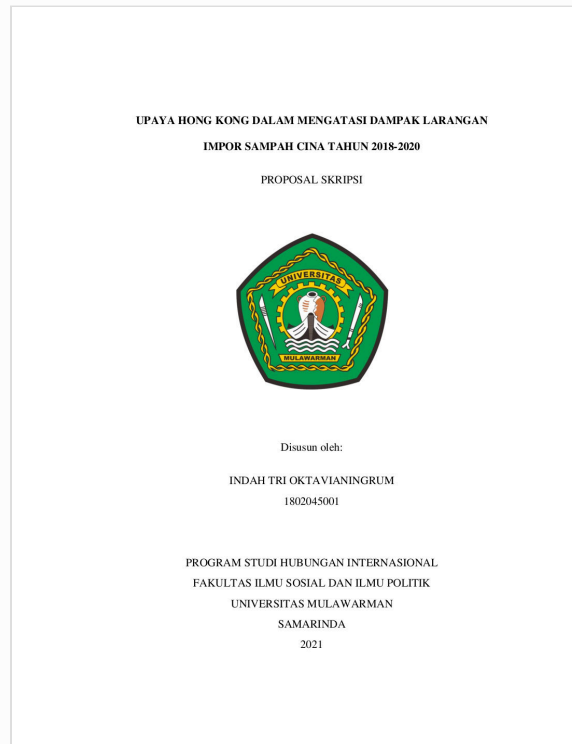 UPAYA HONG KONG DALAM MENGATASI DAMPAK LARANGAN
IMPOR SAMPAH CINA TAHUN 2018-2020
PROPOSAL SKRIPSI
UNIVERSITAS
MULAWARMAN
Disusun oleh:
INDAH TRI OKTAVIANINGRUM
1802045001
PROGRAM STUDI HUBUNGAN INTERNASIONAL
FAKULTAS ILMU SOSIAL DAN ILMU POLITIK
UNIVERSITAS MULAWARMAN
SAMARINDA
2021